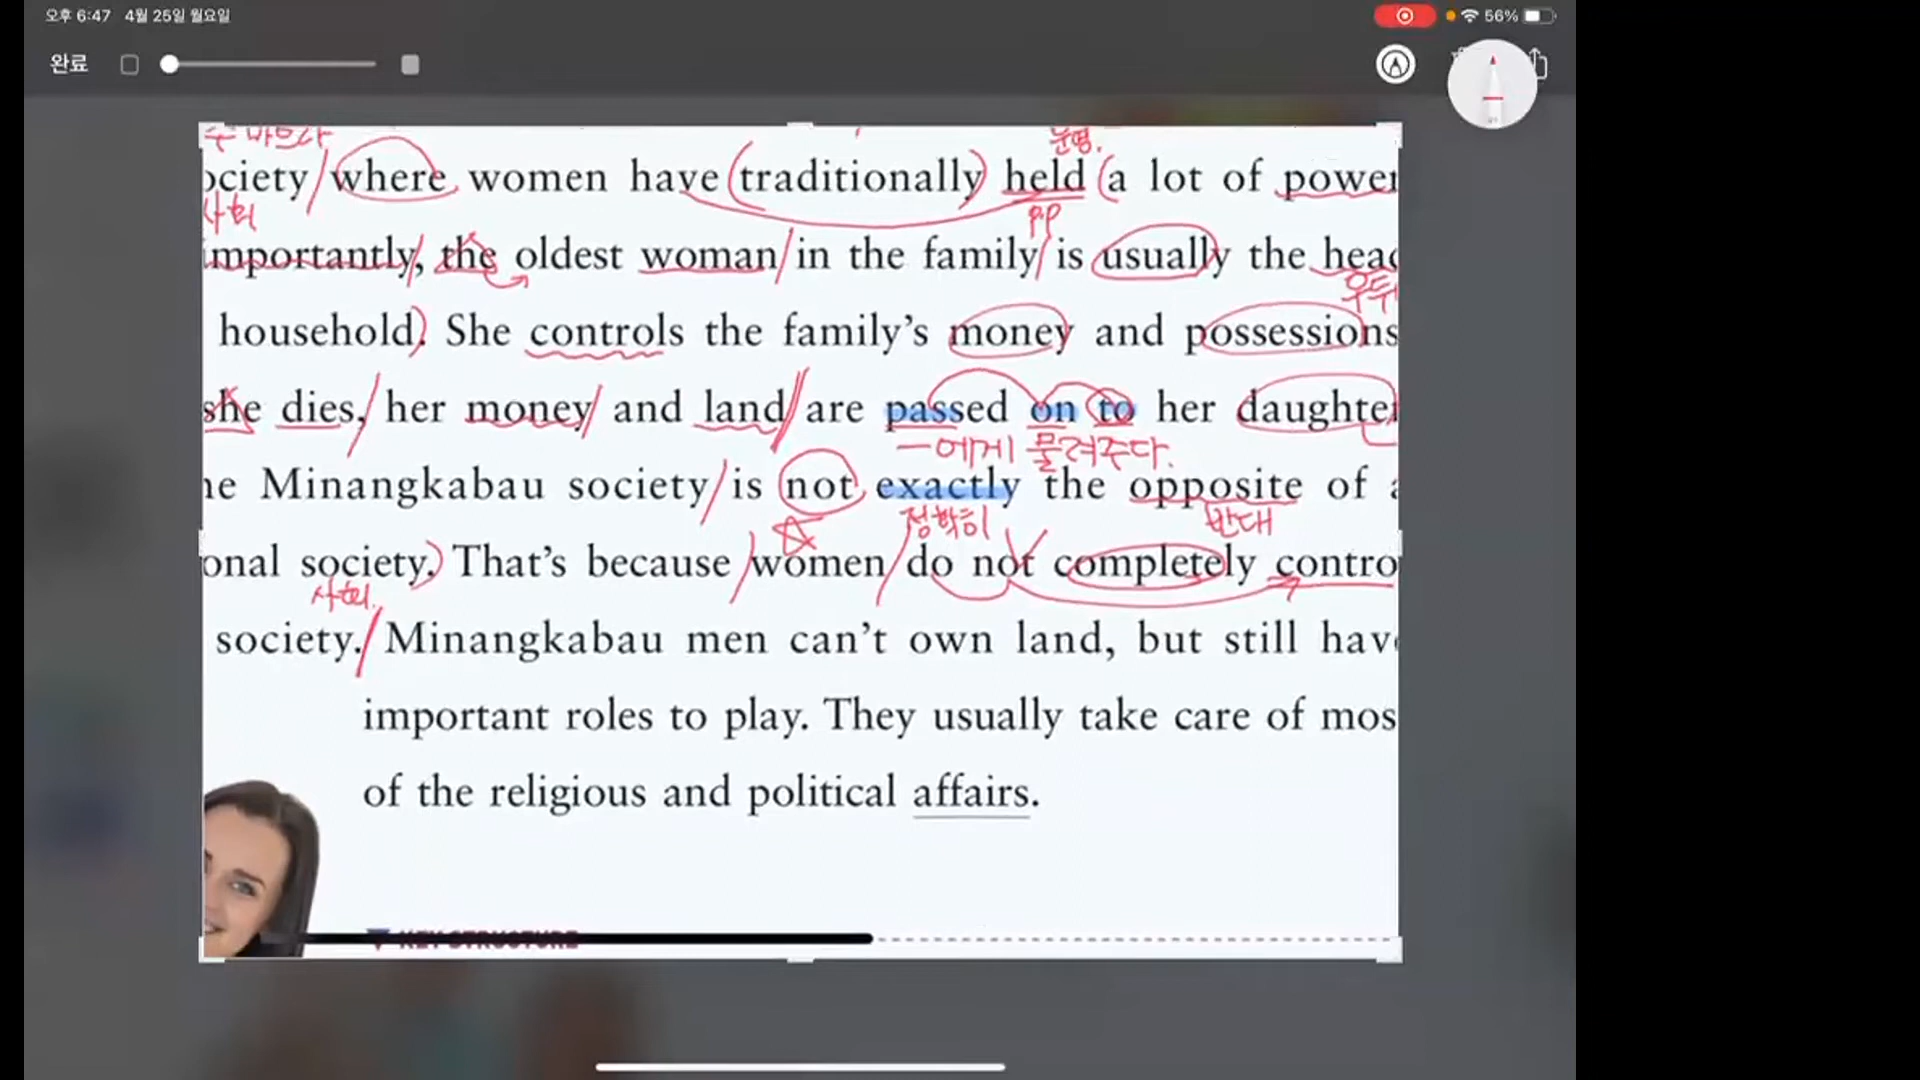 오후 6:47 4월 25일 월요일
56%
완료
ociety where women have (traditionally) held (a lot of power
사회
p.p
importantly, the oldest woman in the family is usually the head
household). She controls the family's money and possessions
she dies, her money and land are passed on to her daughter
~에게 물려주다.
he Minangkabau society is not exactly the opposite of a
정확히 반대
onal society.) That's because women do not completely contro
사회.
society. Minangkabau men can't own land, but still hav
important roles to play. They usually take care of mos
of the religious and political affairs.
KEY STRUCTURE